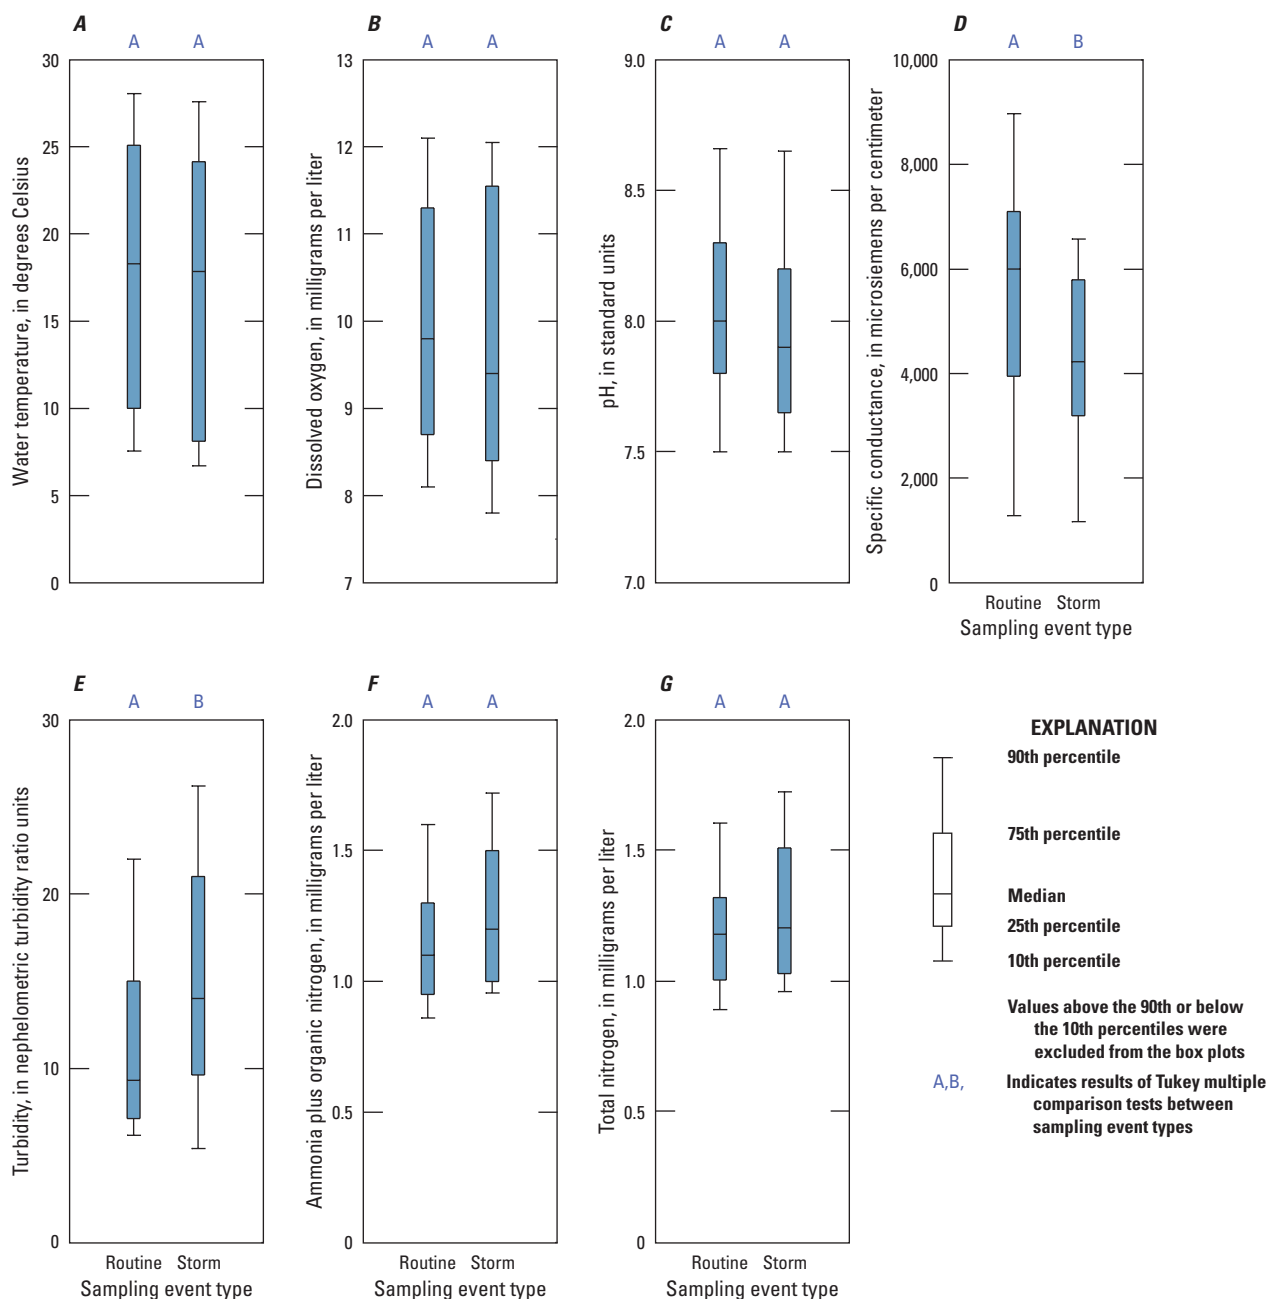 A
A A
Water temperature, in degrees Celsius
30
25
20
15
10
5
0
B
A A
Dissolved oxygen, in milligrams per liter
13
12
11
10
9
8
7
C
A A
pH, in standard units
9.0
8.5
8.0
7.5
7.0
D
A B
Specific conductance, in microsiemens per centimeter
10,000
8,000
6,000
4,000
2,000
0
Routine Storm
Sampling event type
E
A B
Turbidity, in nephelometric turbidity ratio units
30
20
10
0
Routine Storm
Sampling event type
F
A A
Ammonia plus organic nitrogen, in milligrams per liter
2.0
1.5
1.0
0.5
0
Routine Storm
Sampling event type
G
A A
Total nitrogen, in milligrams per liter
2.0
1.5
1.0
0.5
0
Routine Storm
Sampling event type
EXPLANATION
90th percentile
75th percentile
Median
25th percentile
10th percentile
Values above the 90th or below
the 10th percentiles were
excluded from the box plots
A,B, Indicates results of Tukey multiple
comparison tests between
sampling event types